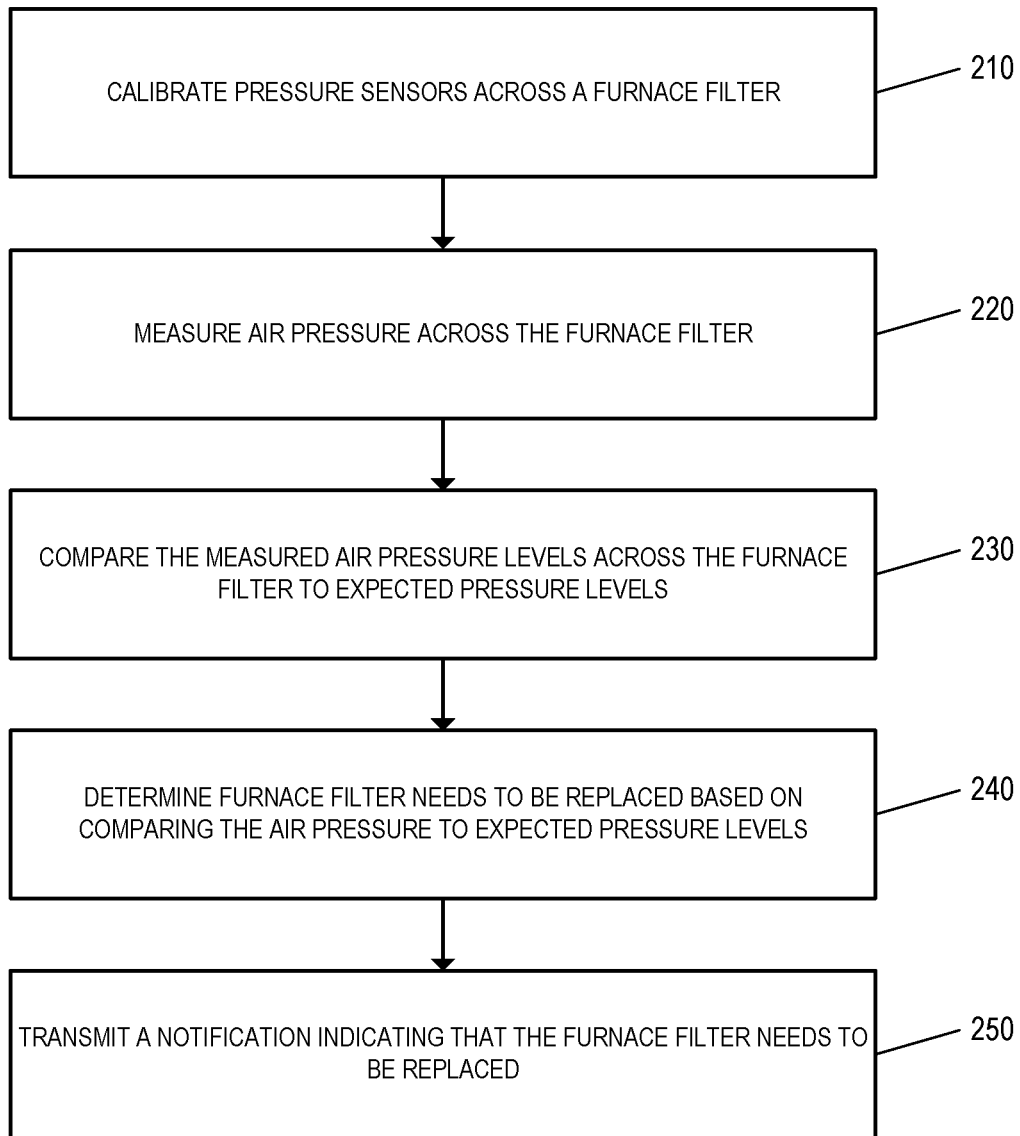 CALIBRATE PRESSURE SENSORS ACROSS A FURNACE FILTER
210
MEASURE AIR PRESSURE ACROSS THE FURNACE FILTER
220
COMPARE THE MEASURED AIR PRESSURE LEVELS ACROSS THE FURNACE
FILTER TO EXPECTED PRESSURE LEVELS
230
DETERMINE FURNACE FILTER NEEDS TO BE REPLACED BASED ON
COMPARING THE AIR PRESSURE TO EXPECTED PRESSURE LEVELS
240
TRANSMIT A NOTIFICATION INDICATING THAT THE FURNACE FILTER NEEDS TO
BE REPLACED
250